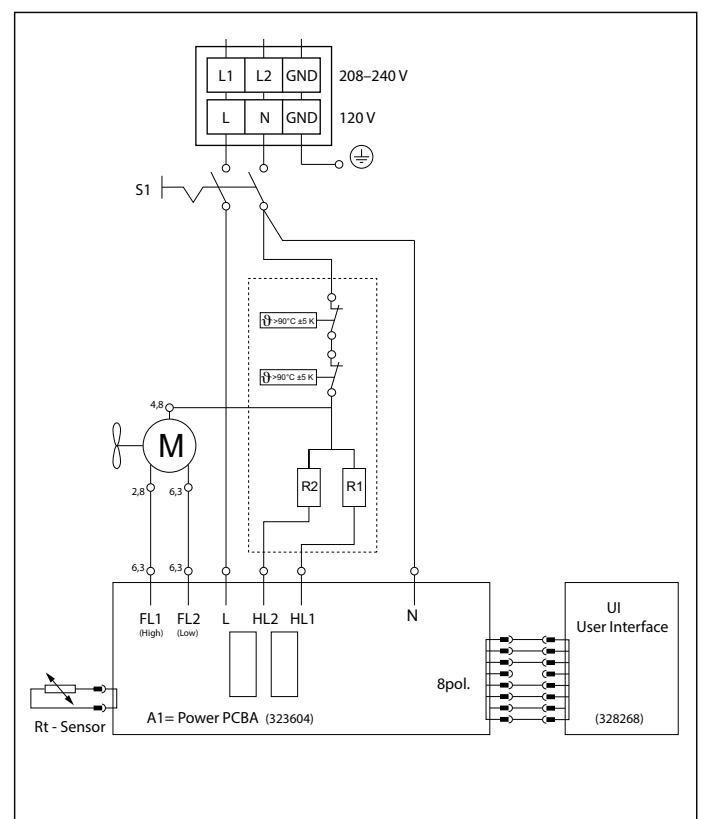 L1 L2 GND 208–240 V
L N GND 120 V
S1
ϑ >90°C ±5 K
ϑ >90°C ±5 K
4,8
M
2,8 6,3
R2 R1
6,3 6,3
FL1 FL2 L HL2 HL1 N
(High) (Low)
UI
User Interface
8pol.
A1= Power PCBA (323604)
(328268)
Rt - Sensor